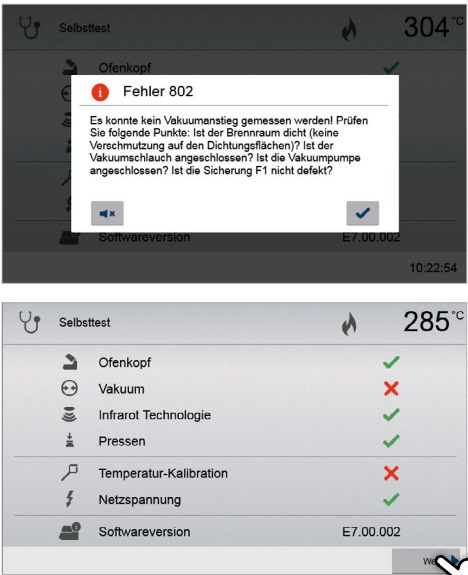 Selbsttest
304 °C
Ofenkopf
Fehler 802
Es konnte kein Vakuumanstieg gemessen werden! Prüfen
Sie folgende Punkte: Ist der Brennraum dicht (keine
Verschmutzung auf den Dichtungsflächen)? Ist der
Vakuumschlauch angeschlossen? Ist die Vakuumpumpe
angeschlossen? Ist die Sicherung F1 nicht defekt?
Softwareversion E7.00.002
10:22:54
Selbsttest
285 °C
Ofenkopf
Vakuum
Infrarot Technologie
Pressen
Temperatur-Kalibration
Netzspannung
Softwareversion E7.00.002